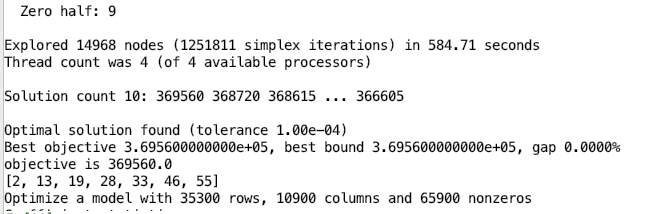 Zero half: 9
Explored 14968 nodes (1251811 simplex iterations) in 584.71 seconds
Thread count was 4 (of 4 available processors)
Solution count 10: 369560 368720 368615 ... 366605
Optimal solution found (tolerance 1.00e-04)
Best objective 3.695600000000e+05, best bound 3.695600000000e+05, gap 0.0000%
objective is 369560.0
[2, 13, 19, 28, 33, 46, 55]
Optimize a model with 35300 rows, 10900 columns and 65900 nonzeros